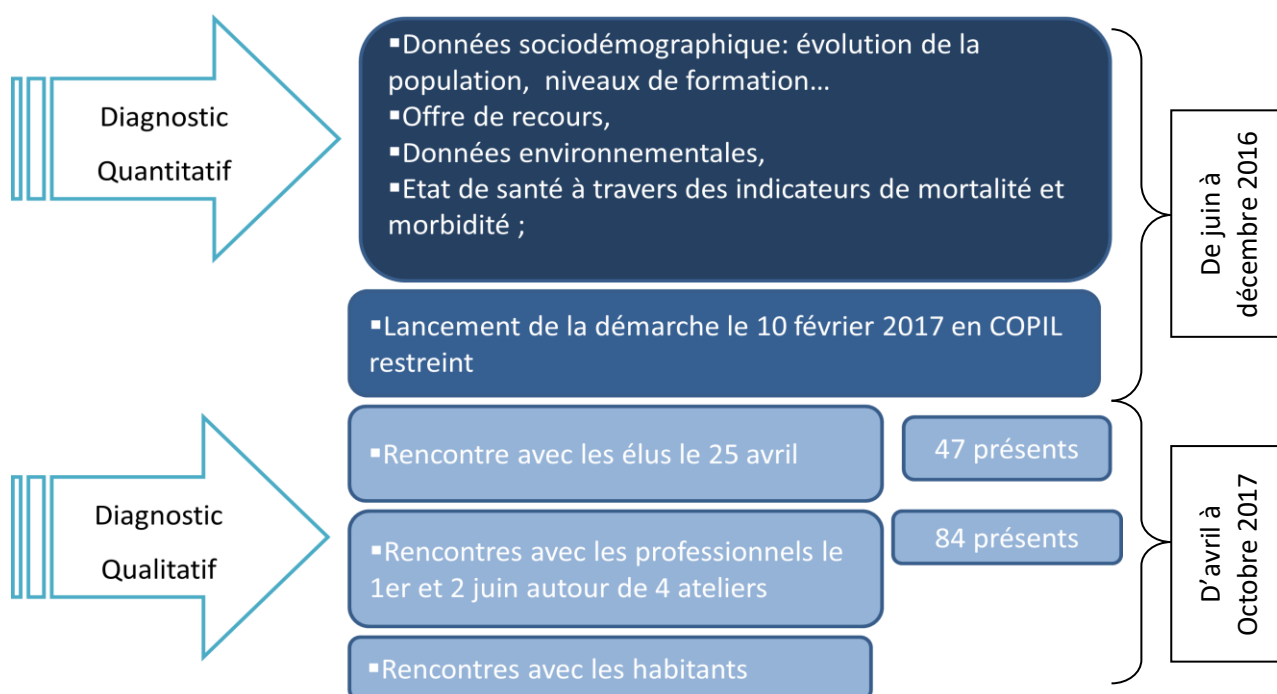 Diagnostic
Quantitatif
▪Données sociodémographique: évolution de la
population, niveaux de formation…
▪Offre de recours,
▪Données environnementales,
▪Etat de santé à travers des indicateurs de mortalité et
morbidité ;
De juin à
décembre 2016
▪Lancement de la démarche le 10 février 2017 en COPIL
restreint
Diagnostic
Qualitatif
▪Rencontre avec les élus le 25 avril
47 présents
▪Rencontres avec les professionnels le
1er et 2 juin autour de 4 ateliers
84 présents
▪Rencontres avec les habitants
D’avril à
Octobre 2017